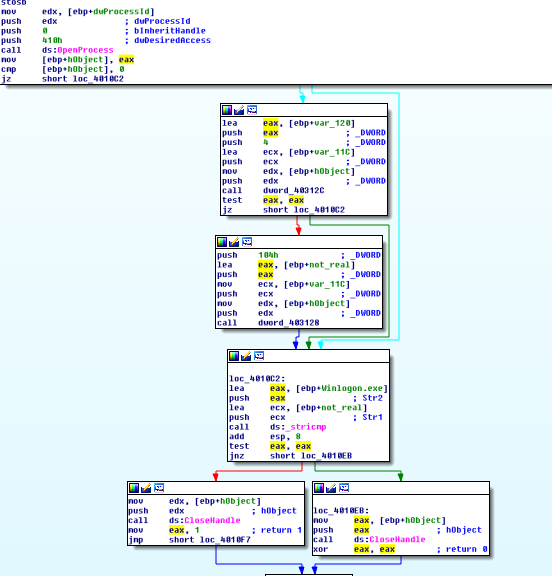 stosb
mov edx, [ebp+dwProcessId]
push edx ; dwProcessId
push 0 ; bInheritHandle
push 410h ; dwDesiredAccess
call ds:OpenProcess
mov [ebp+hObject], eax
cmp [ebp+hObject], 0
jz short loc_4010C2
lea eax, [ebp+var_120]
push eax ; _DWORD
push 4 ; _DWORD
lea ecx, [ebp+var_11C]
push ecx ; _DWORD
mov edx, [ebp+hObject]
push edx ; _DWORD
call dword_40312C
test eax, eax
jz short loc_4010C2
push 104h ; _DWORD
lea eax, [ebp+not_real]
push eax ; _DWORD
mov ecx, [ebp+var_11C]
push ecx ; _DWORD
mov edx, [ebp+hObject]
push edx ; _DWORD
call dword_403128
loc_4010C2:
lea eax, [ebp+Winlogon.exe]
push eax ; Str2
lea ecx, [ebp+not_real]
push ecx ; Str1
call ds:_stricmp
add esp, 8
test eax, eax
jnz short loc_4010EB
mov edx, [ebp+hObject]
push edx ; hObject
call ds:CloseHandle
mov eax, 1 ; return 1
jmp short loc_4010F7
loc_4010EB:
mov eax, [ebp+hObject]
push eax ; hObject
call ds:CloseHandle
xor eax, eax ; return 0